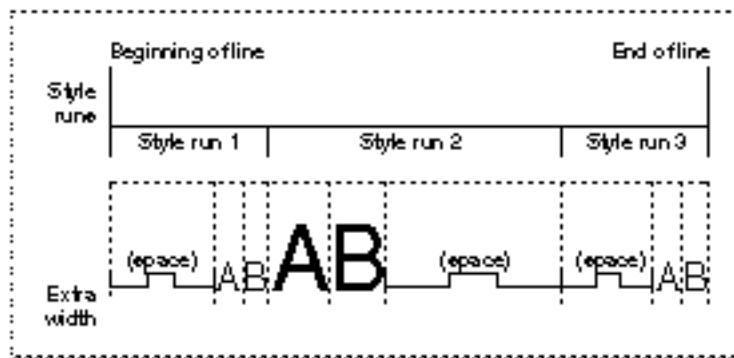 Beginning of line End of line
Style runs
Style run 1 Style run 2 Style run 3
(space) A B A B (space) (space) A B
Extra width